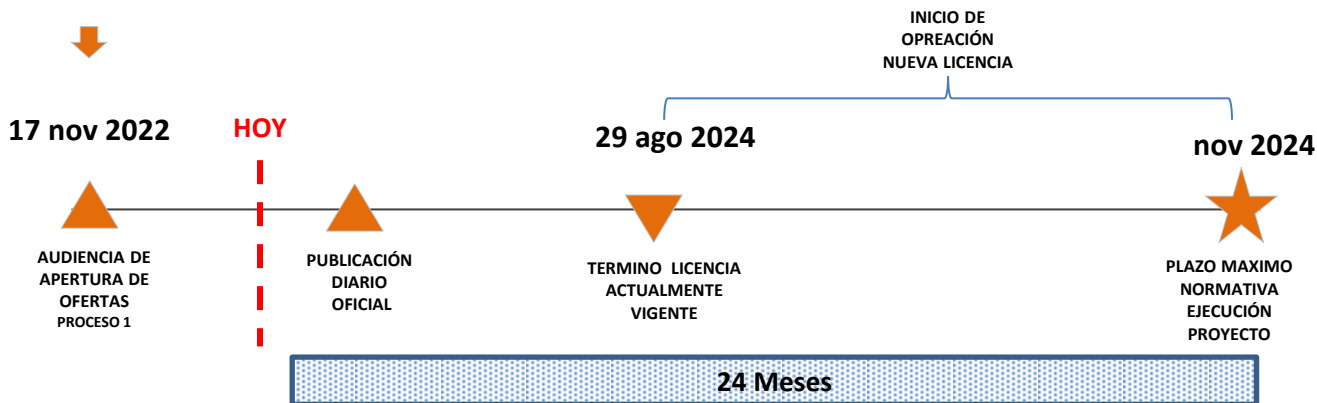 INICIO DE
OPREACIÓN
NUEVA LICENCIA
17 nov 2022
HOY
29 ago 2024
nov 2024
AUDIENCIA DE
APERTURA DE
OFERTAS
PROCESO 1
PUBLICACIÓN
DIARIO
OFICIAL
TERMINO LICENCIA
ACTUALMENTE
VIGENTE
PLAZO MAXIMO
NORMATIVA
EJECUCIÓN
PROYECTO
24 Meses